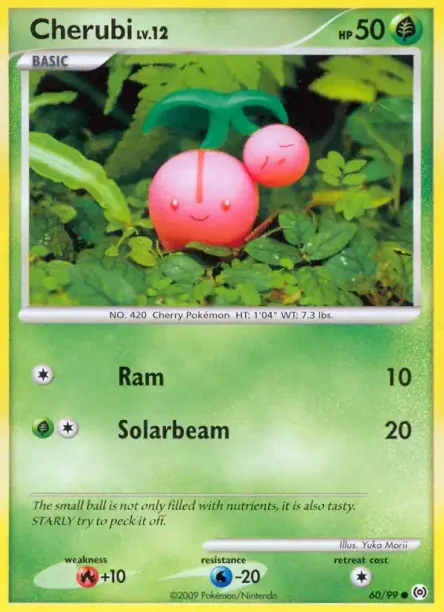 Cherubi LV.12 HP 50
BASIC
NO. 420 Cherry Pokémon HT: 1'04" WT: 7.3 lbs.
Ram 10
Solarbeam 20
The small ball is not only filled with nutrients, it is also tasty.
STARLY try to peck it off.
Illus. Yuka Morii
weakness resistance retreat cost
+10 -20
©2009 Pokémon/Nintendo 60/99